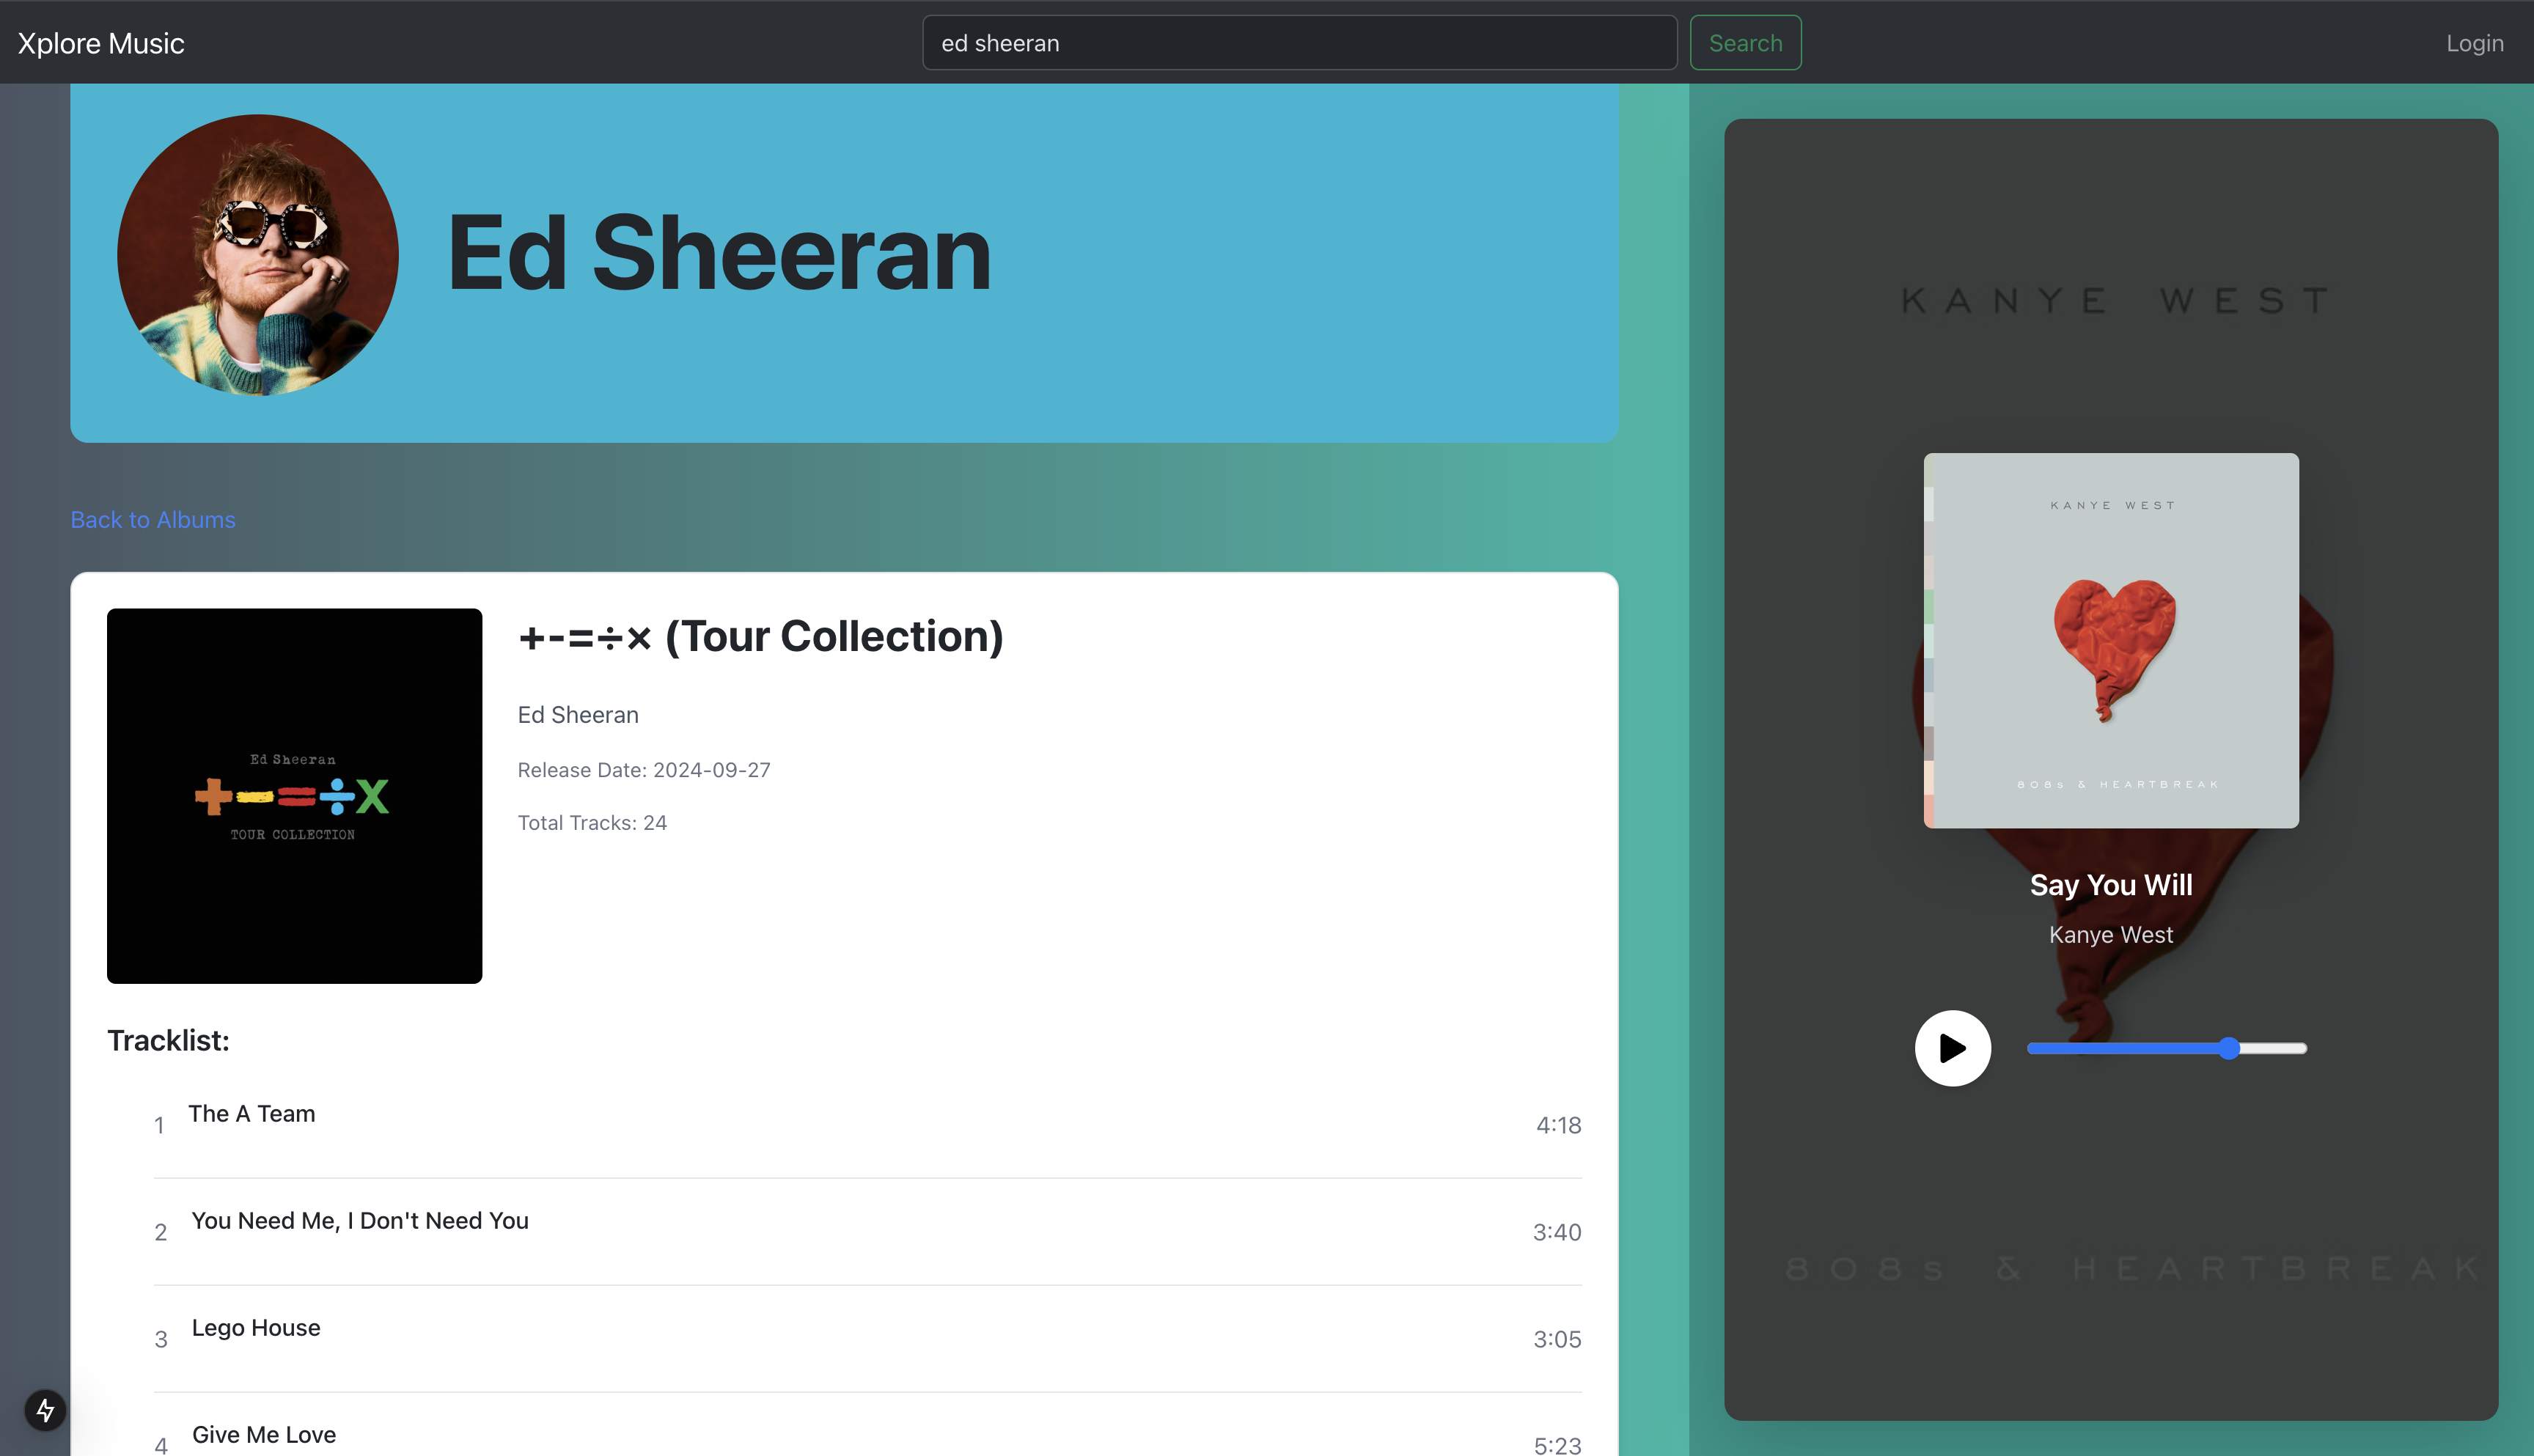 Xplore Music
ed sheeran
Search
Login
Ed Sheeran
Back to Albums
Ed Sheeran
+-=÷x
TOUR COLLECTION
+-=÷× (Tour Collection)
Ed Sheeran
Release Date: 2024-09-27
Total Tracks: 24
Tracklist:
1 The A Team 4:18
2 You Need Me, I Don't Need You 3:40
3 Lego House 3:05
4 Give Me Love 5:23
KANYE WEST
KANYE WEST
808s & HEARTBREAK
Say You Will
Kanye West
808s & HEARTBREAK